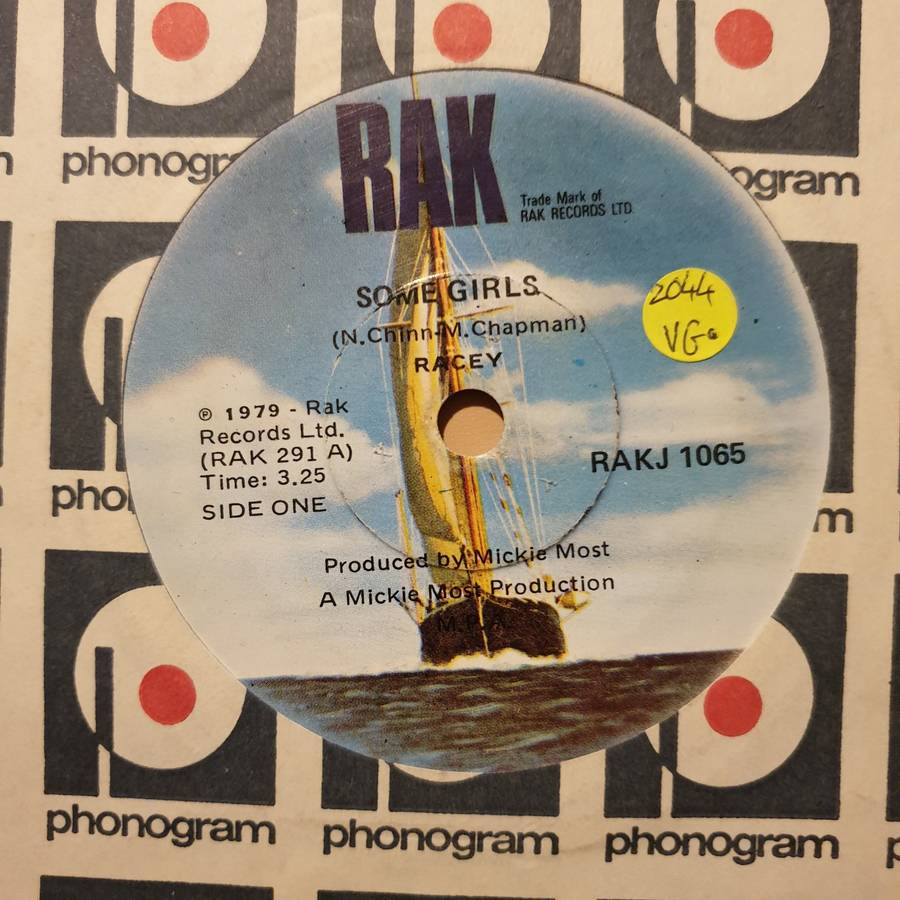 phonogram
RAK
Trade Mark of
RAK RECORDS LTD.
SOME GIRLS
(N.Chinn-M.Chapman)
RACEY
2044
VG
℗ 1979 - Rak
Records Ltd.
(RAK 291 A)
Time: 3.25
SIDE ONE
RAKJ 1065
Produced by Mickie Most
A Mickie Most Production
phonogram
phonogram
phonogram